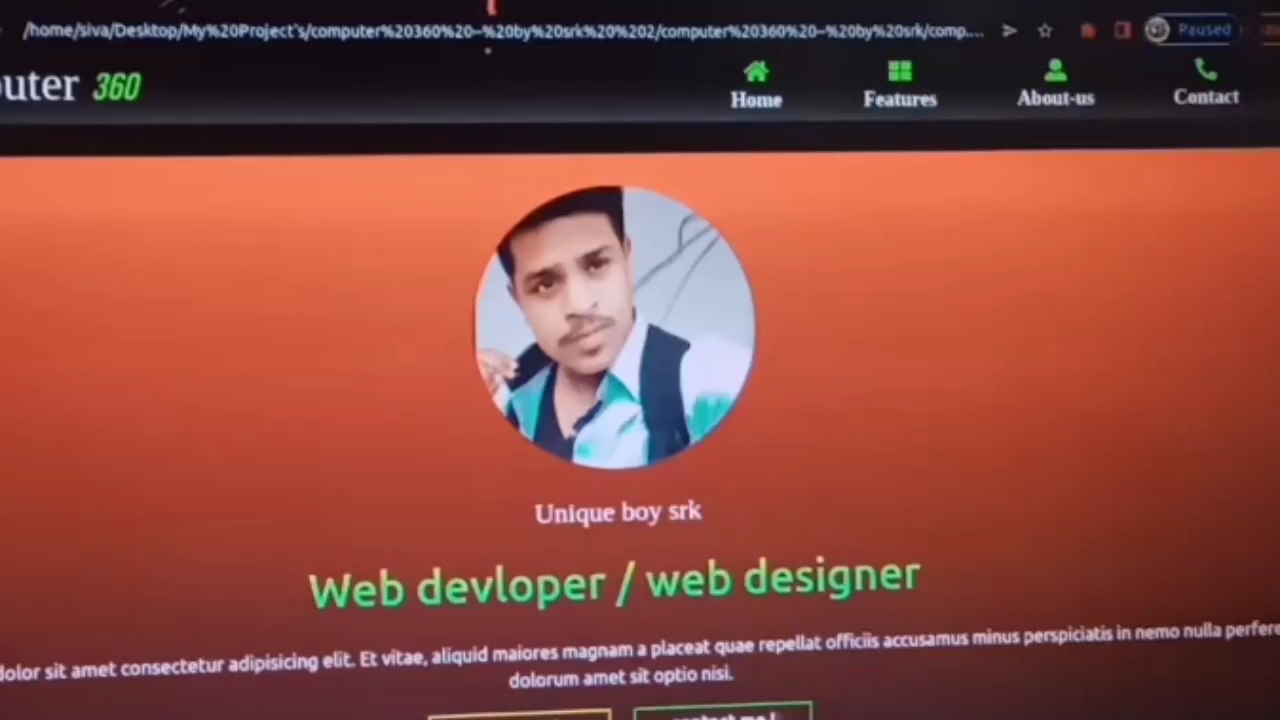 /home/siva/Desktop/My%20Project's/computer%20360%20-%20by%20srk%20%202/computer%20360%20-%20by%20srk/comp....
Paused
uter 360
Home
Features
About-us
Contact
Unique boy srk
Web devloper / web designer
dolor sit amet consectetur adipisicing elit. Et vitae, aliquid maiores magnam a placeat quae repellat officiis accusamus minus perspiciatis in nemo nulla perfere
dolorum amet sit optio nisi.
contact me !